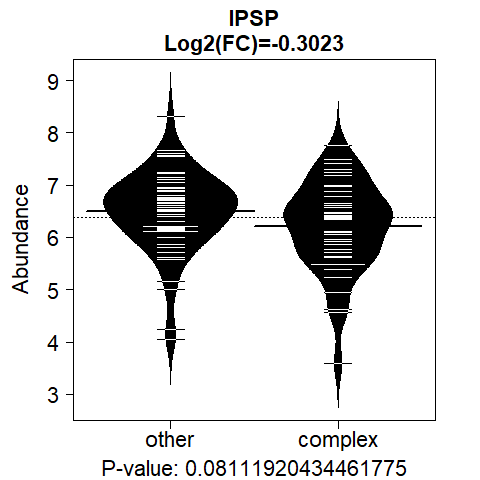 IPSP
Log2(FC)=-0.3023
Abundance
9
8
7
6
5
4
3
other complex
P-value: 0.08111920434461775